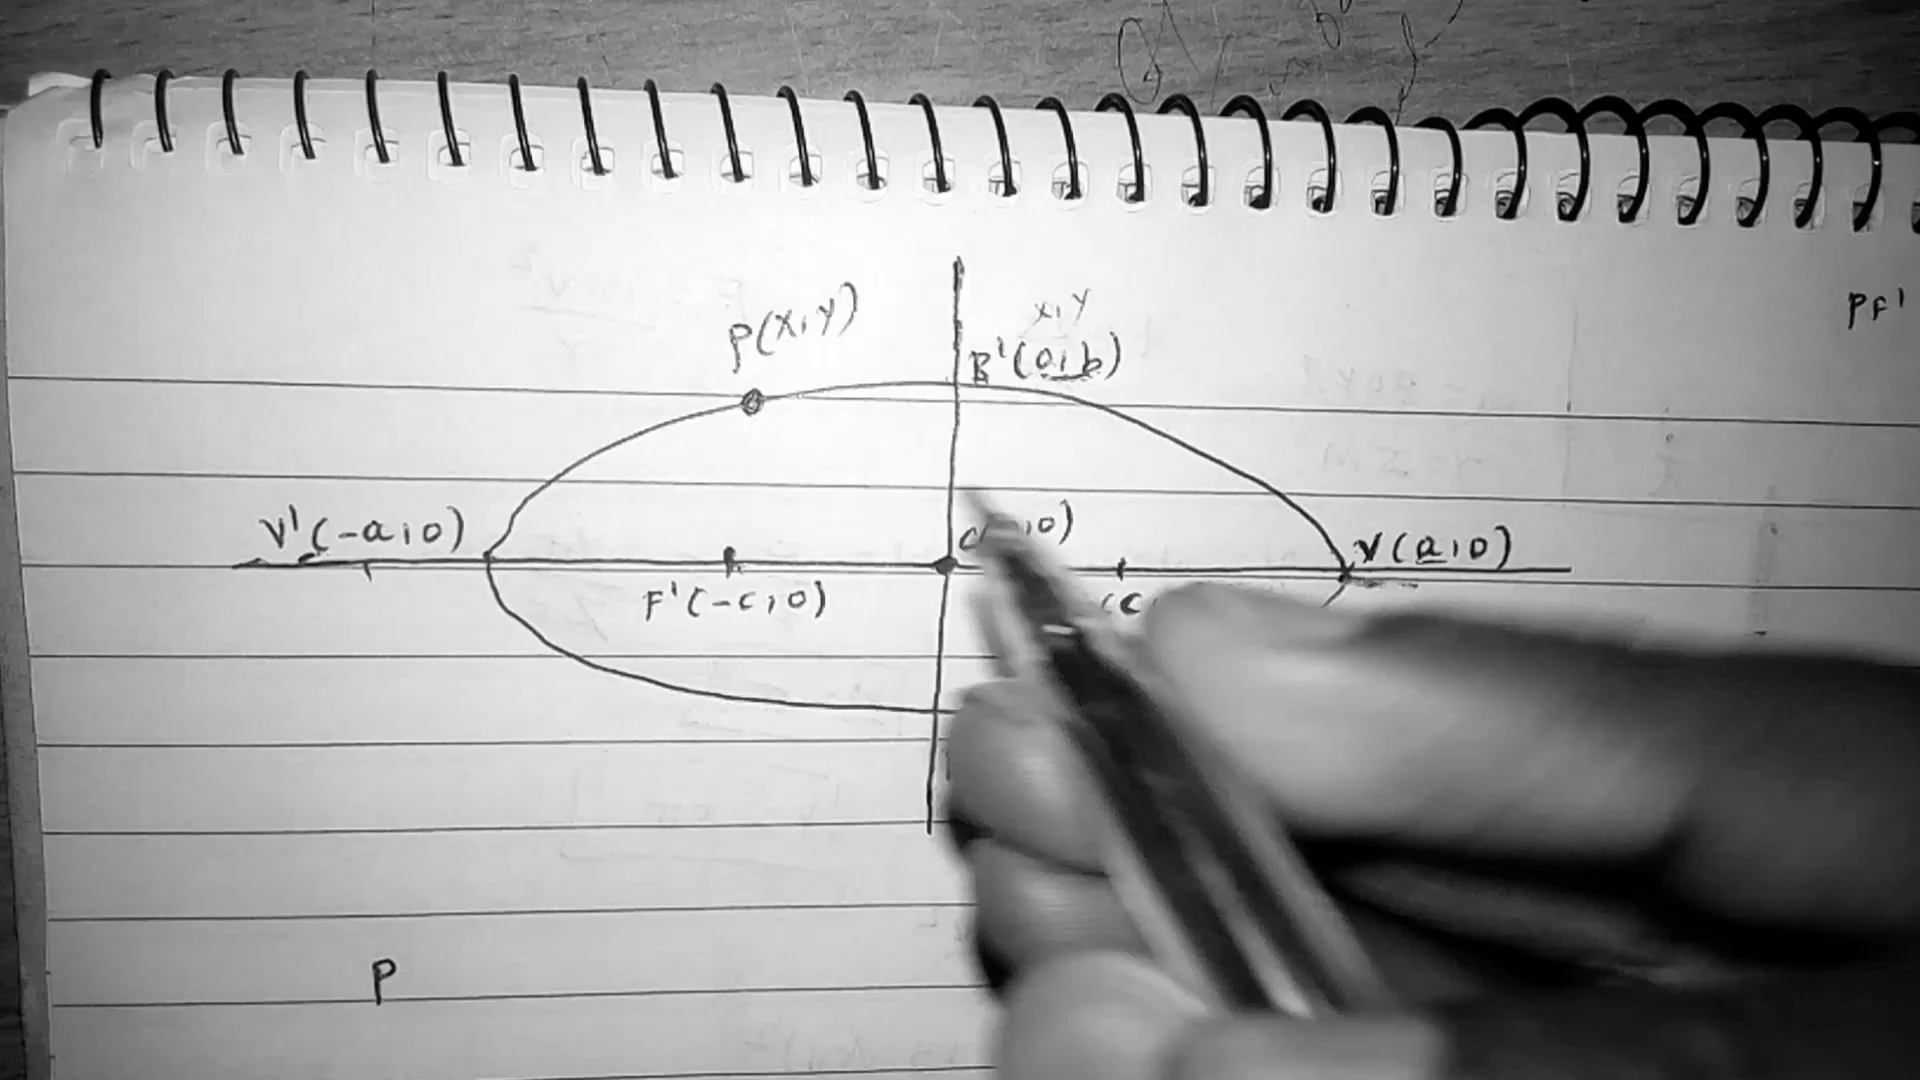 PF'
x,y
P(x,y)
B'(0,b)
V'(-a,0)
V(a,0)
F'(-c,0)
P